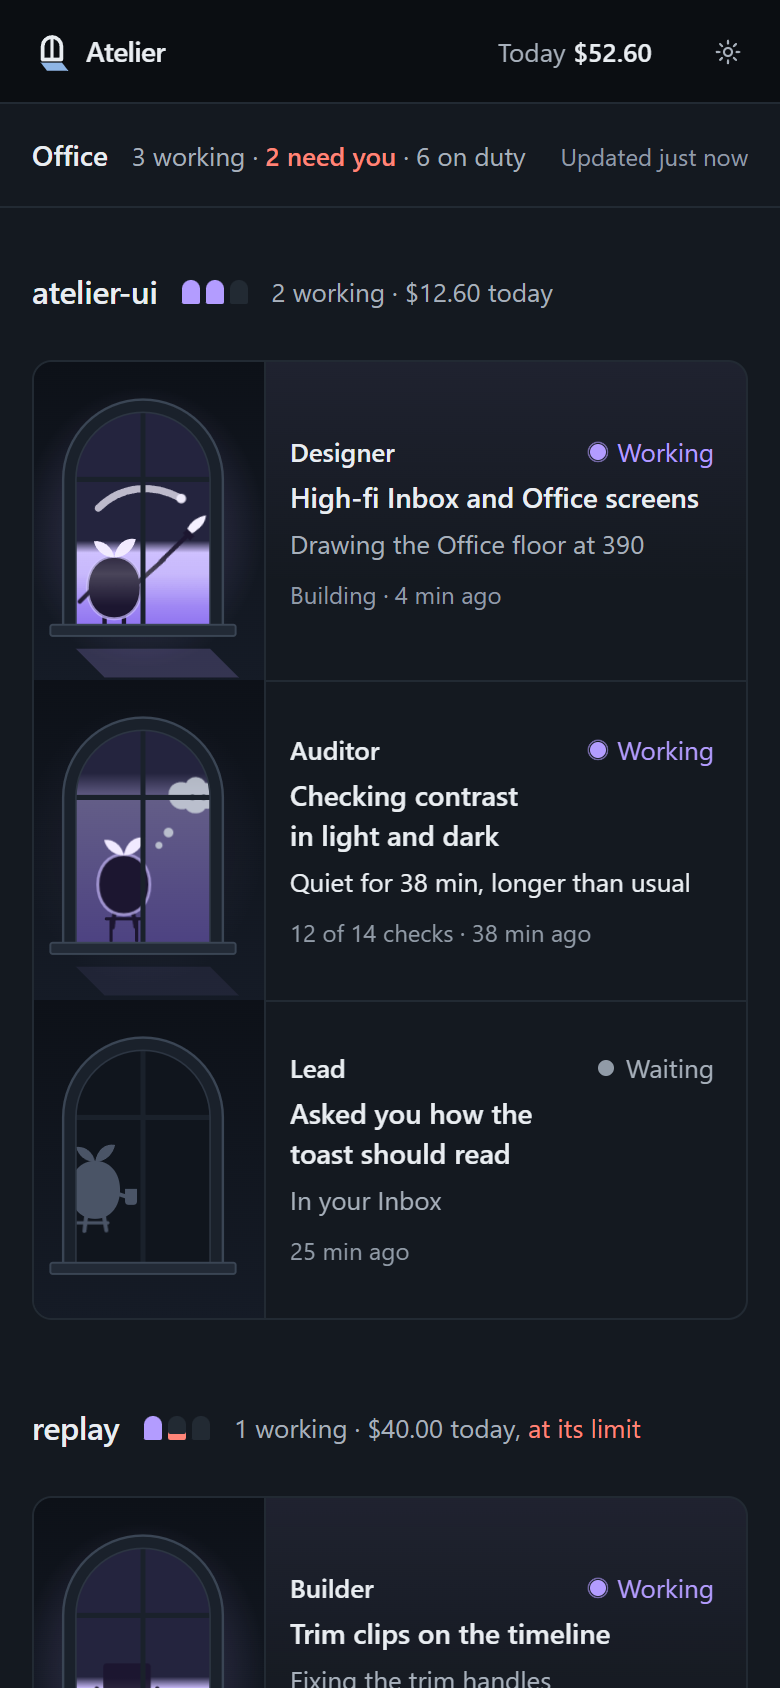 Atelier
Today $52.60
Office 3 working · 2 need you · 6 on duty Updated just now
atelier-ui 2 working · $12.60 today
Designer Working
High-fi Inbox and Office screens
Drawing the Office floor at 390
Building · 4 min ago
Auditor Working
Checking contrast
in light and dark
Quiet for 38 min, longer than usual
12 of 14 checks · 38 min ago
Lead Waiting
Asked you how the
toast should read
In your Inbox
25 min ago
replay 1 working · $40.00 today, at its limit
Builder Working
Trim clips on the timeline
Fixing the trim handles